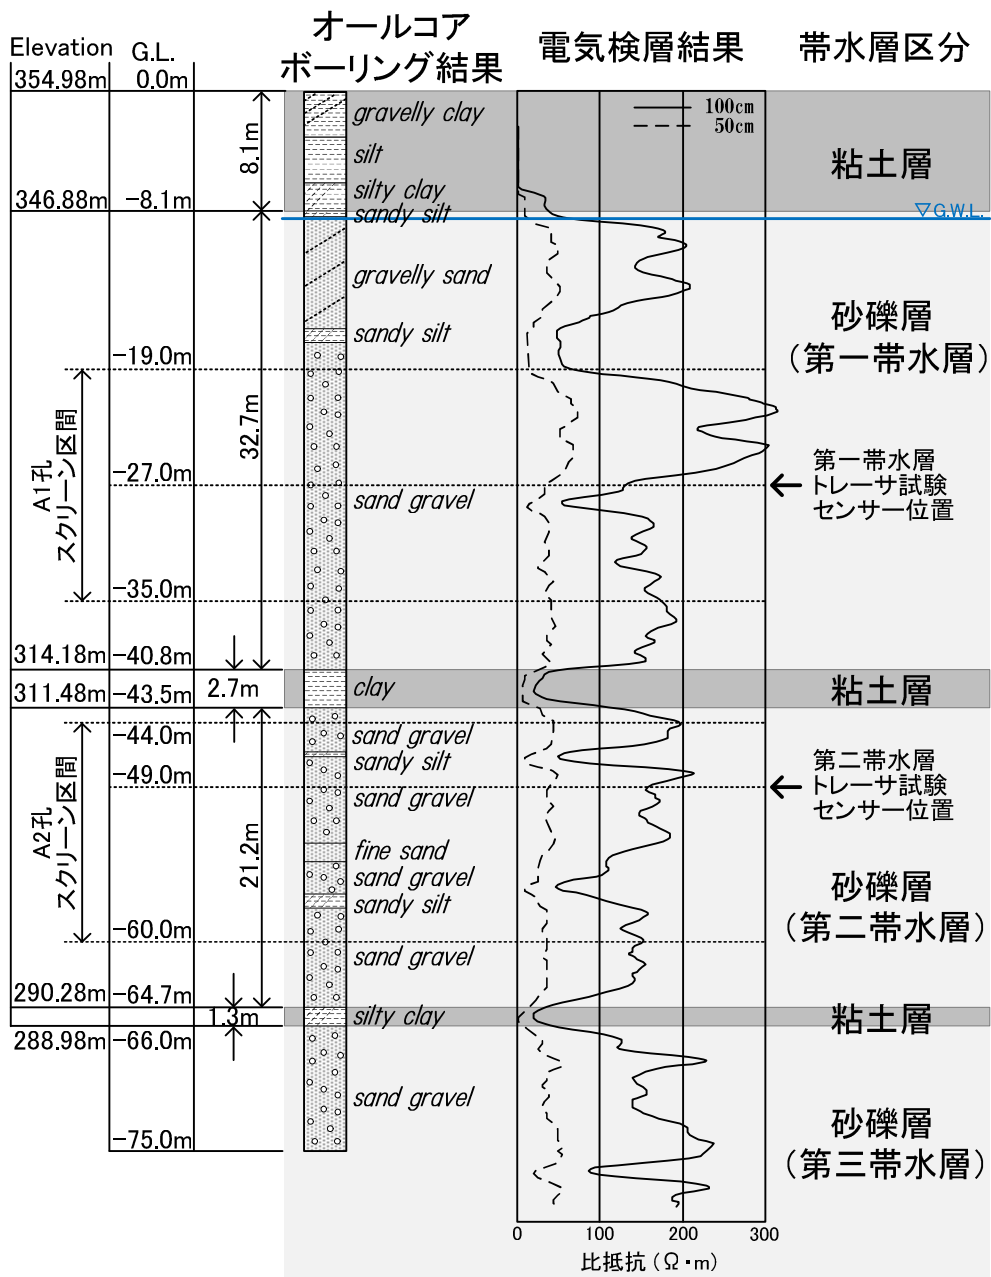 オールコア
ボーリング結果
電気検層結果
帯水層区分
Elevation
G.L.
354.98m
0.0m
8.1m
346.88m
−8.1m
32.7m
−19.0m
A1孔
スクリーン区間
−27.0m
−35.0m
314.18m
−40.8m
311.48m
−43.5m
2.7m
−44.0m
−49.0m
A2孔
スクリーン区間
21.2m
−60.0m
290.28m
−64.7m
1.3m
288.98m
−66.0m
−75.0m
gravelly clay
silt
silty clay
sandy silt
gravelly sand
sandy silt
sand gravel
clay
sand gravel
sandy silt
sand gravel
fine sand
sand gravel
sandy silt
sand gravel
silty clay
sand gravel
100cm
50cm
0
100
200
300
比抵抗（Ω・m）
粘土層
▽G.W.L.
砂礫層
（第一帯水層）
第一帯水層
トレーサ試験
センサー位置
粘土層
第二帯水層
トレーサ試験
センサー位置
砂礫層
（第二帯水層）
粘土層
砂礫層
（第三帯水層）